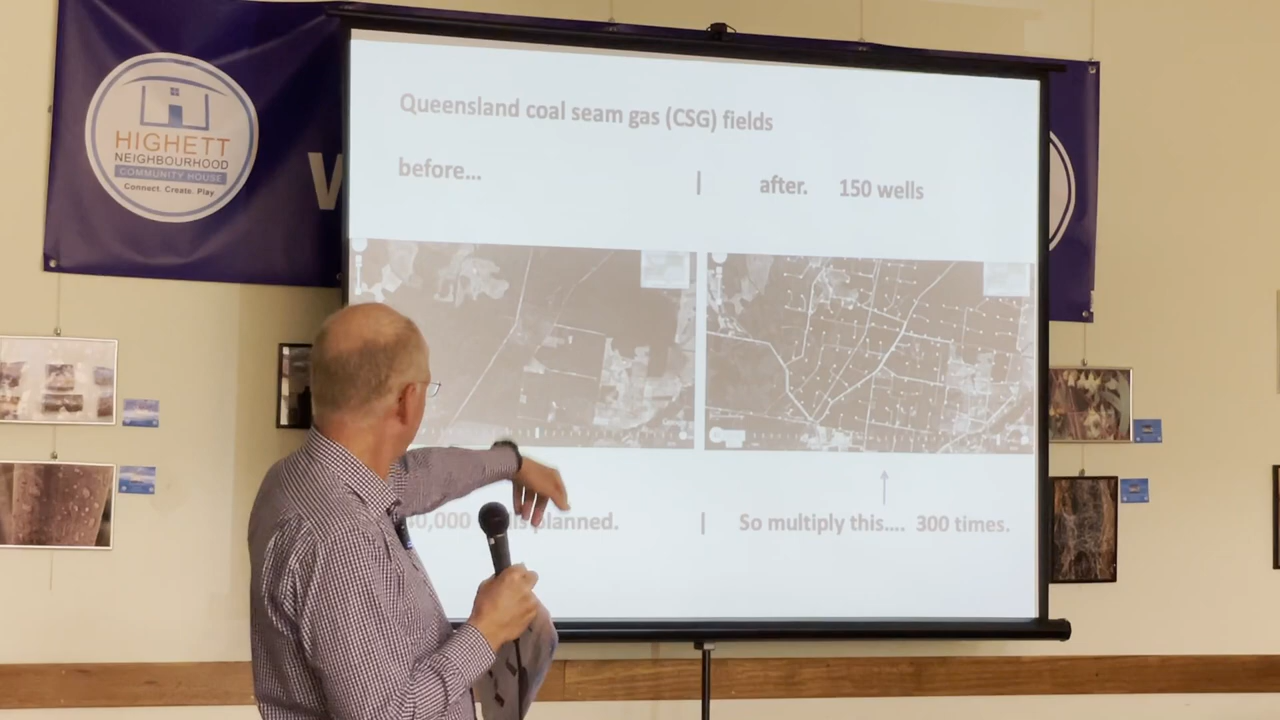 HIGHETT
NEIGHBOURHOOD
COMMUNITY HOUSE
Connect. Create. Play
Queensland coal seam gas (CSG) fields
before... | after. 150 wells
planned. | So multiply this.... 300 times.